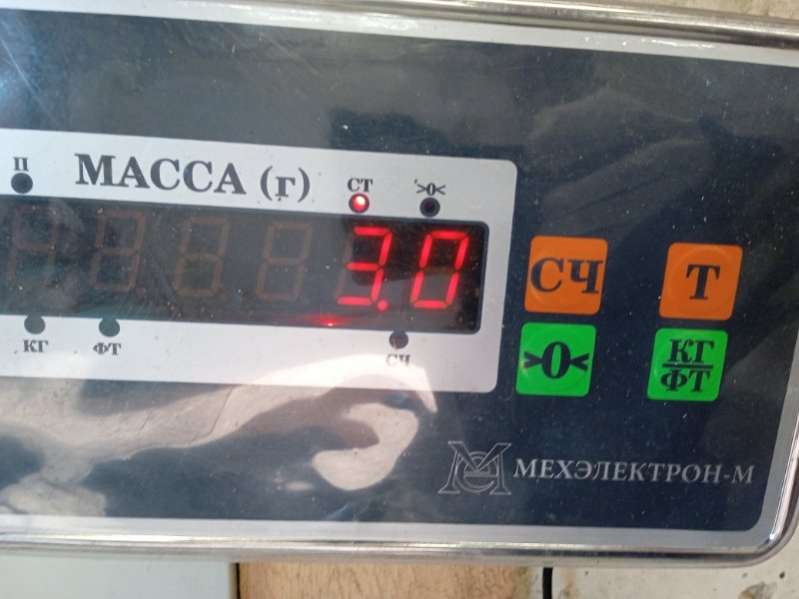 П
МАССА (г)
СТ
>0<
3.0
КГ
ФТ
СЧ
СЧ
Т
>0<
КГ
ФТ
МЕХЭЛЕКТРОН-М